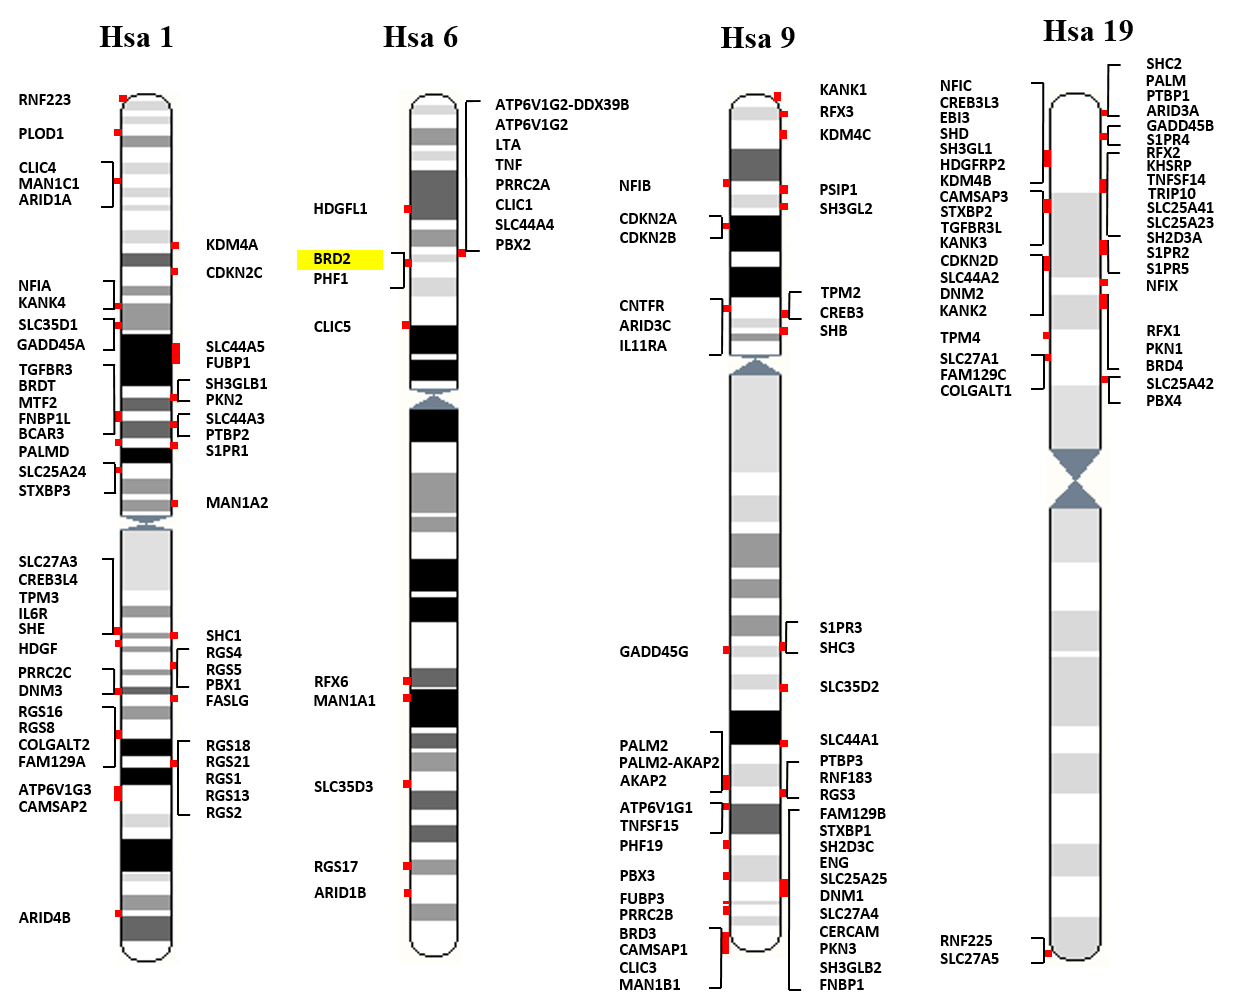 Hsa 1
RNF223
PLOD1
CLIC4
MAN1C1
ARID1A
KDM4A
CDKN2C
NFIA
KANK4
SLC35D1
GADD45A
SLC44A5
FUBP1
TGFBR3
BRDT
MTF2
FNBP1L
BCAR3
PALMD
SH3GLB1
PKN2
SLC44A3
PTBP2
S1PR1
SLC25A24
STXBP3
MAN1A2
SLC27A3
CREB3L4
TPM3
IL6R
SHE
HDGF
SHC1
RGS4
RGS5
PBX1
FASLG
PRRC2C
DNM3
RGS16
RGS8
COLGALT2
FAM129A
RGS18
RGS21
RGS1
RGS13
RGS2
ATP6V1G3
CAMSAP2
ARID4B
Hsa 6
ATP6V1G2-DDX39B
ATP6V1G2
LTA
TNF
PRRC2A
CLIC1
SLC44A4
PBX2
HDGFL1
BRD2
PHF1
CLIC5
RFX6
MAN1A1
SLC35D3
RGS17
ARID1B
Hsa 9
KANK1
RFX3
KDM4C
NFIB
PSIP1
SH3GL2
CDKN2A
CDKN2B
CNTFR
ARID3C
IL11RA
TPM2
CREB3
SHB
GADD45G
S1PR3
SHC3
SLC35D2
SLC44A1
PALM2
PALM2-AKAP2
AKAP2
PTBP3
RNF183
RGS3
ATP6V1G1
TNFSF15
PHF19
PBX3
FUBP3
PRRC2B
BRD3
CAMSAP1
CLIC3
MAN1B1
FAM129B
STXBP1
SH2D3C
ENG
SLC25A25
DNM1
SLC27A4
CERCAM
PKN3
SH3GLB2
FNBP1
Hsa 19
NFIC
CREB3L3
EBI3
SHD
SH3GL1
HDGFRP2
KDM4B
CAMSAP3
STXBP2
TGFBR3L
KANK3
CDKN2D
SLC44A2
DNM2
KANK2
TPM4
SLC27A1
FAM129C
COLGALT1
SHC2
PALM
PTBP1
ARID3A
GADD45B
S1PR4
RFX2
KHSRP
TNFSF14
TRIP10
SLC25A41
SLC25A23
SH2D3A
S1PR2
S1PR5
NFIX
RFX1
PKN1
BRD4
SLC25A42
PBX4
RNF225
SLC27A5